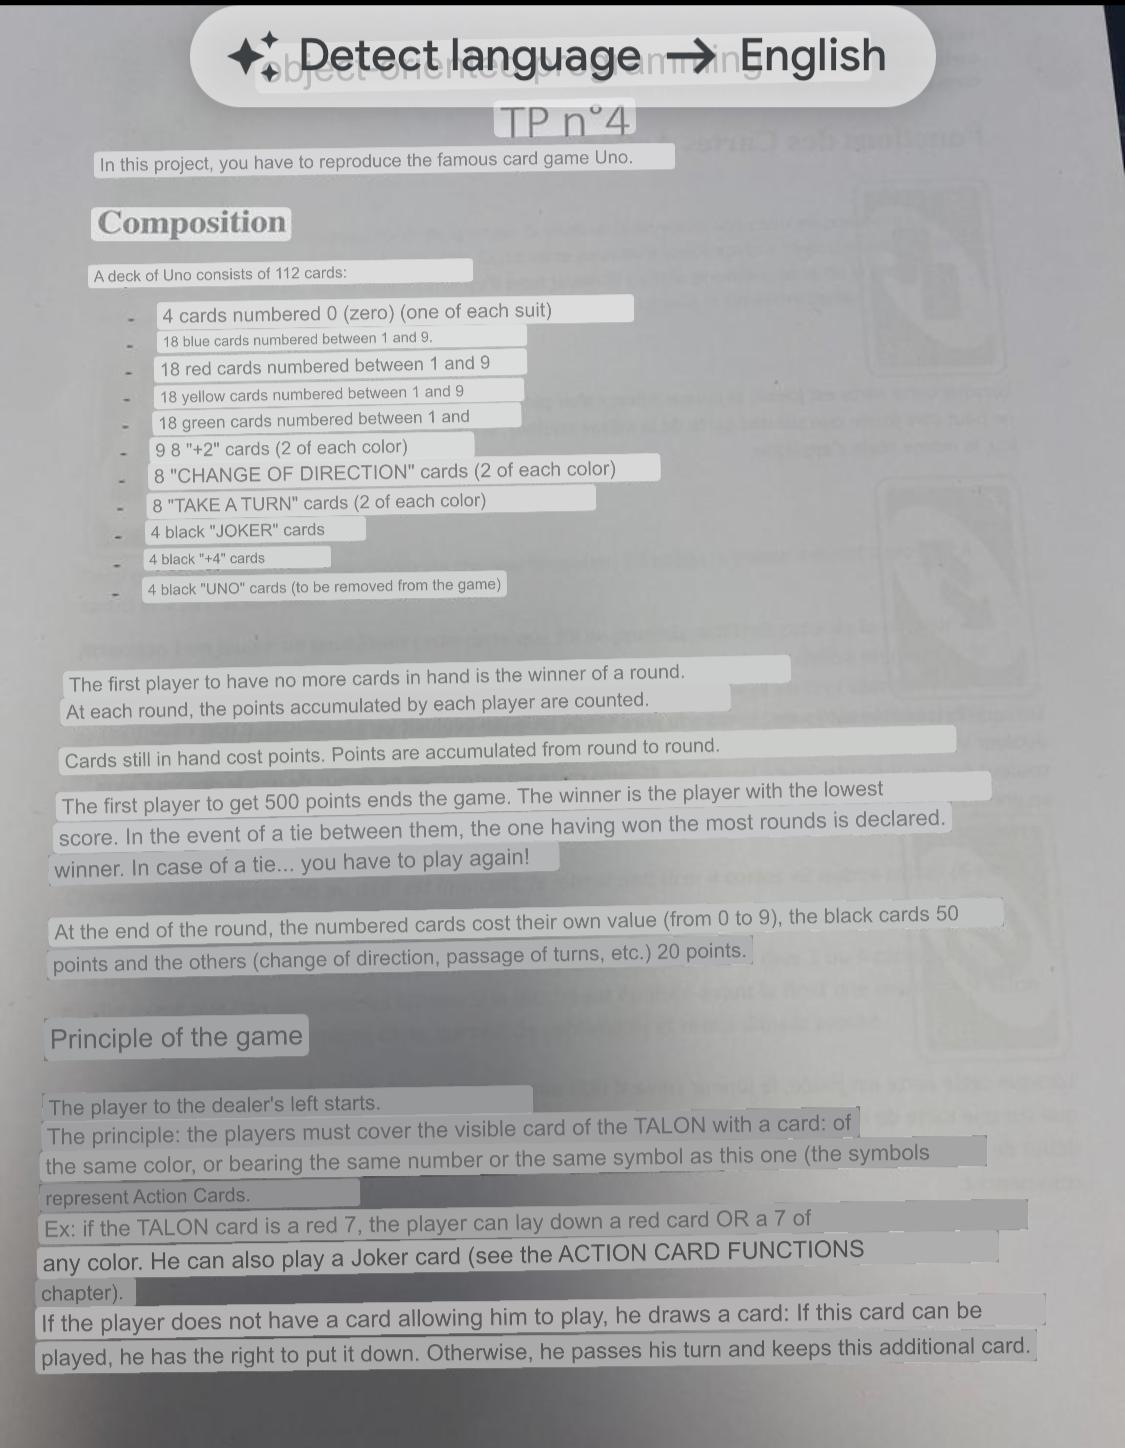 Detect language → English
object-oriented programming
TP n°4
In this project, you have to reproduce the famous card game Uno.
Composition
A deck of Uno consists of 112 cards:
- 4 cards numbered 0 (zero) (one of each suit)
- 18 blue cards numbered between 1 and 9.
- 18 red cards numbered between 1 and 9
- 18 yellow cards numbered between 1 and 9
- 18 green cards numbered between 1 and
- 9 8 "+2" cards (2 of each color)
- 8 "CHANGE OF DIRECTION" cards (2 of each color)
- 8 "TAKE A TURN" cards (2 of each color)
- 4 black "JOKER" cards
- 4 black "+4" cards
- 4 black "UNO" cards (to be removed from the game)
The first player to have no more cards in hand is the winner of a round.
At each round, the points accumulated by each player are counted.
Cards still in hand cost points. Points are accumulated from round to round.
The first player to get 500 points ends the game. The winner is the player with the lowest
score. In the event of a tie between them, the one having won the most rounds is declared.
winner. In case of a tie... you have to play again!
At the end of the round, the numbered cards cost their own value (from 0 to 9), the black cards 50
points and the others (change of direction, passage of turns, etc.) 20 points.
Principle of the game
The player to the dealer's left starts.
The principle: the players must cover the visible card of the TALON with a card: of
the same color, or bearing the same number or the same symbol as this one (the symbols
represent Action Cards.
Ex: if the TALON card is a red 7, the player can lay down a red card OR a 7 of
any color. He can also play a Joker card (see the ACTION CARD FUNCTIONS
chapter).
If the player does not have a card allowing him to play, he draws a card: If this card can be
played, he has the right to put it down. Otherwise, he passes his turn and keeps this additional card.